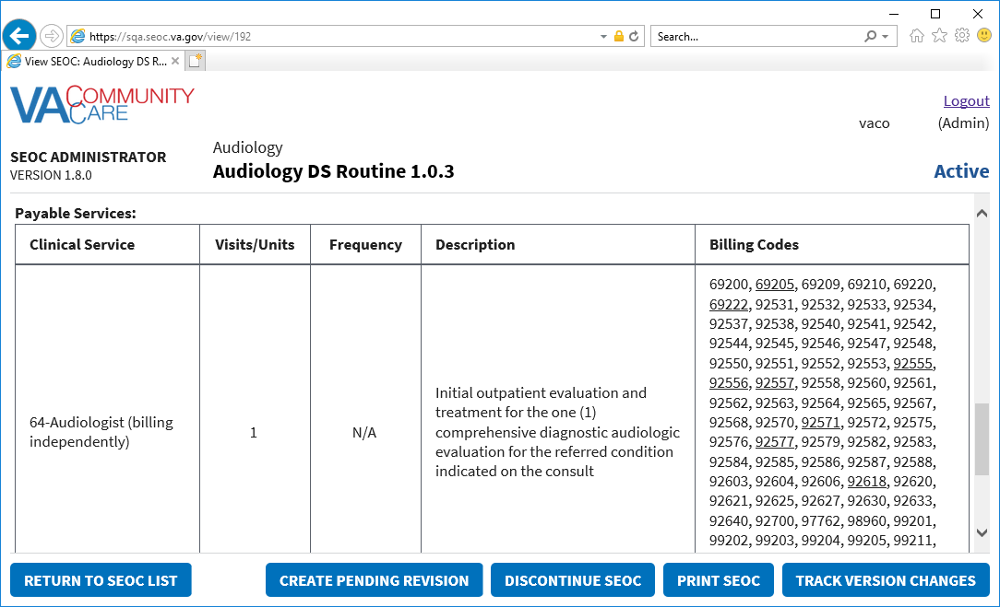 https://sqa.seoc.va.gov/view/192
Search...
View SEOC: Audiology DS R...
VA COMMUNITY CARE
Logout
vaco (Admin)
SEOC ADMINISTRATOR
VERSION 1.8.0
Audiology
Audiology DS Routine 1.0.3
Active
Payable Services:
Clinical Service Visits/Units Frequency Description Billing Codes
64-Audiologist (billing
independently)
1
N/A
Initial outpatient evaluation and
treatment for the one (1)
comprehensive diagnostic audiologic
evaluation for the referred condition
indicated on the consult
69200, 69205, 69209, 69210, 69220,
69222, 92531, 92532, 92533, 92534,
92537, 92538, 92540, 92541, 92542,
92544, 92545, 92546, 92547, 92548,
92550, 92551, 92552, 92553, 92555,
92556, 92557, 92558, 92560, 92561,
92562, 92563, 92564, 92565, 92567,
92568, 92570, 92571, 92572, 92575,
92576, 92577, 92579, 92582, 92583,
92584, 92585, 92586, 92587, 92588,
92603, 92604, 92606, 92618, 92620,
92621, 92625, 92627, 92630, 92633,
92640, 92700, 97762, 98960, 99201,
99202, 99203, 99204, 99205, 99211,
RETURN TO SEOC LIST
CREATE PENDING REVISION
DISCONTINUE SEOC
PRINT SEOC
TRACK VERSION CHANGES